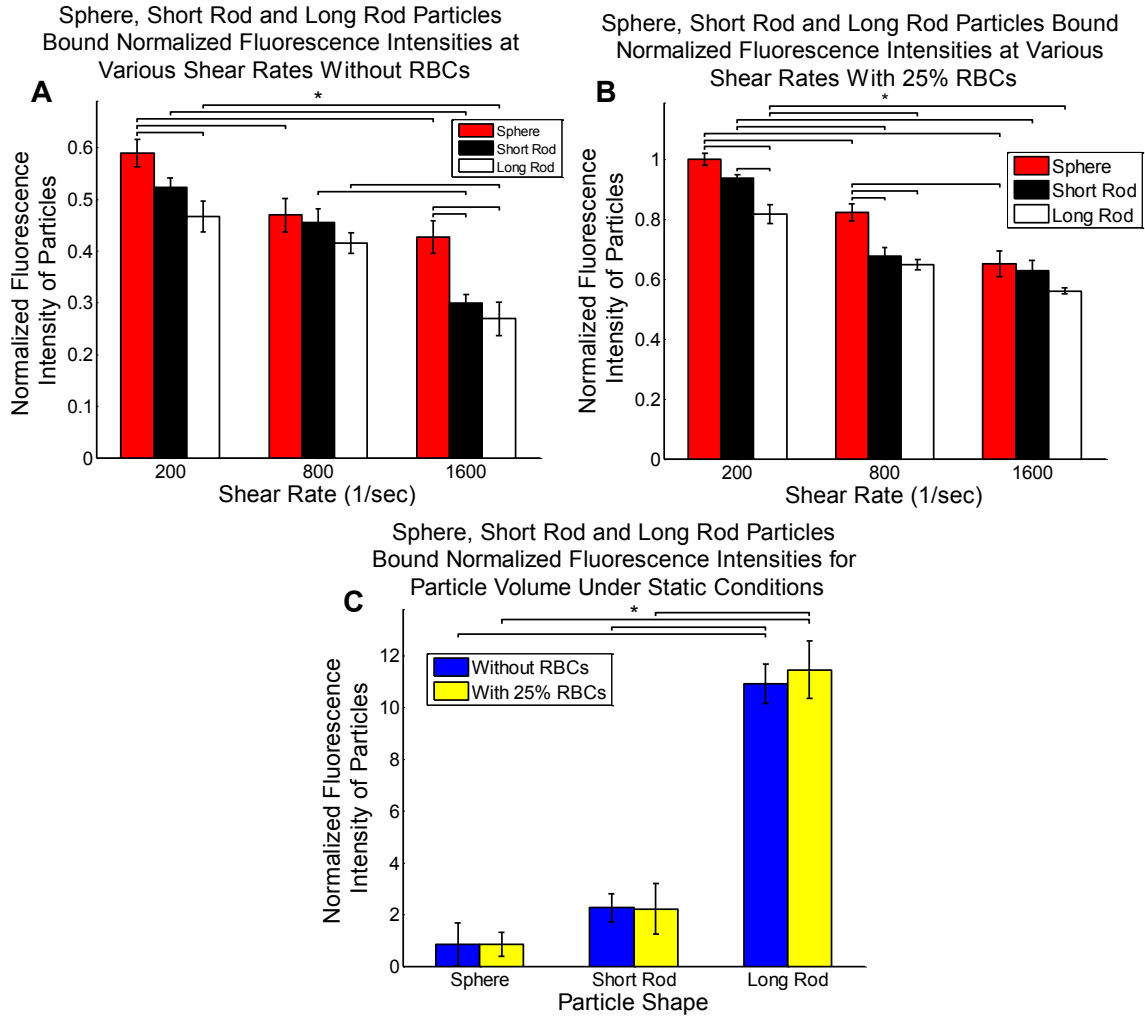 Sphere, Short Rod and Long Rod Particles
Bound Normalized Fluorescence Intensities at
Various Shear Rates Without RBCs
A
*
Sphere
Short Rod
Long Rod
0.6
0.5
0.4
0.3
0.2
0.1
0
Normalized Fluorescence
Intensity of Particles
200
800
1600
Shear Rate (1/sec)
Sphere, Short Rod and Long Rod Particles Bound
Normalized Fluorescence Intensities at Various
Shear Rates With 25% RBCs
B
*
Sphere
Short Rod
Long Rod
1
0.8
0.6
0.4
0.2
0
Normalized Fluorescence
Intensity of Particles
200
800
1600
Shear Rate (1/sec)
Sphere, Short Rod and Long Rod Particles
Bound Normalized Fluorescence Intensities for
Particle Volume Under Static Conditions
C
*
Without RBCs
With 25% RBCs
12
10
8
6
4
2
0
Normalized Fluorescence
Intensity of Particles
Sphere
Short Rod
Long Rod
Particle Shape